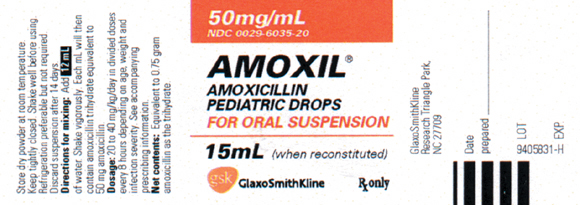 Store dry powder at room temperature.
Keep tightly closed. Shake well before using.
Refrigeration preferable but not required.
Discard suspension after 14 days.
Directions for mixing: Add 12 mL
of water. Shake vigorously. Each mL will then
contain amoxicillin trihydrate equivalent to
50 mg amoxicillin.
Dosage: 20 to 40 mg/kg/day in divided doses
every 8 hours depending on age, weight and
infection severity. See accompanying
prescribing information.
Net contents: Equivalent to 0.75 gram
amoxicillin as the trihydrate.
50mg/mL
NDC 0029-6035-20
AMOXIL®
AMOXICILLIN
PEDIATRIC DROPS
FOR ORAL SUSPENSION
15mL (when reconstituted)
gsk GlaxoSmithKline
Rx only
GlaxoSmithKline
Research Triangle Park,
NC 27709
Date
prepared
LOT
9405831-H
EXP.